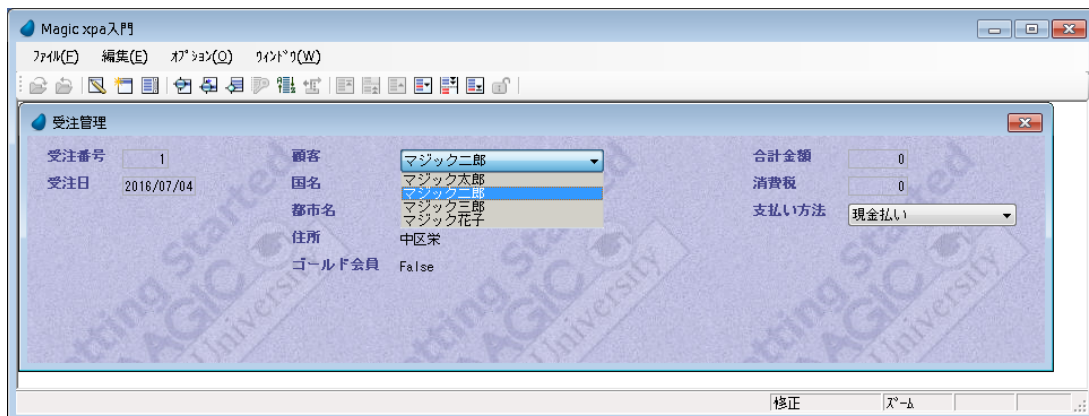 Magic xpa入門
ﾌｧｲﾙ(F) 編集(E) ｵﾌﾟｼｮﾝ(O) ｳｨﾝﾄﾞｳ(W)
受注管理
受注番号 1 顧客 マジック二郎 合計金額 0
受注日 2016/07/04 国名 マジック太郎 消費税 0
マジック二郎
都市名 マジック三郎 支払い方法 現金払い
マジック花子
住所 中区栄
ゴールド会員 False
Getting Started
MAGIC
University
修正 ｽﾞｰﾑ